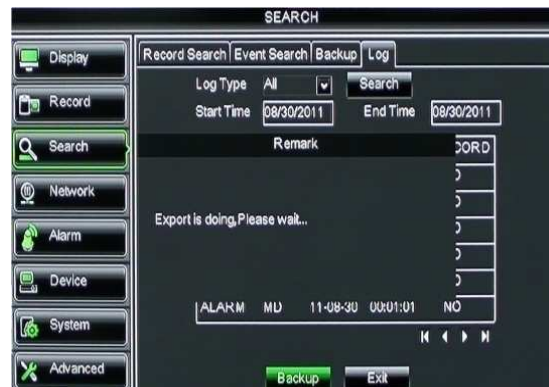 SEARCH
Display
Record
Search
Network
Alarm
Device
System
Advanced
Record Search Event Search Backup Log
Log Type All Search
Start Time 08/30/2011 End Time 08/30/2011
Remark
Export is doing,Please wait...
ALARM MD 11-08-30 00:01:01 NO
Backup Exit